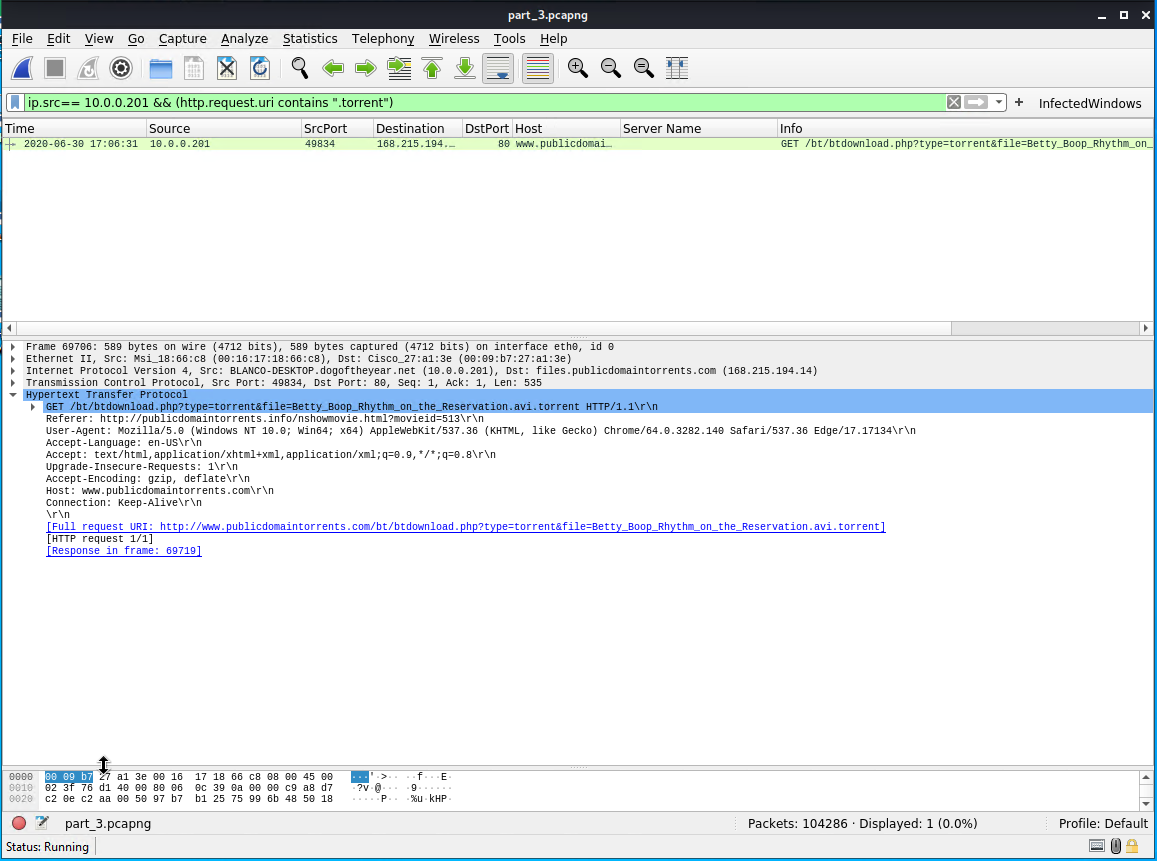 part_3.pcapng
File Edit View Go Capture Analyze Statistics Telephony Wireless Tools Help
ip.src== 10.0.0.201 && (http.request.uri contains ".torrent")
InfectedWindows
Time Source SrcPort Destination DstPort Host Server Name Info
2020-06-30 17:06:31 10.0.0.201 49834 168.215.194.… 80 www.publicdomai… GET /bt/btdownload.php?type=torrent&file=Betty_Boop_Rhythm_on_
Frame 69706: 589 bytes on wire (4712 bits), 589 bytes captured (4712 bits) on interface eth0, id 0
Ethernet II, Src: Msi_18:66:c8 (00:16:17:18:66:c8), Dst: Cisco_27:a1:3e (00:09:b7:27:a1:3e)
Internet Protocol Version 4, Src: BLANCO-DESKTOP.dogoftheyear.net (10.0.0.201), Dst: files.publicdomaintorrents.com (168.215.194.14)
Transmission Control Protocol, Src Port: 49834, Dst Port: 80, Seq: 1, Ack: 1, Len: 535
Hypertext Transfer Protocol
GET /bt/btdownload.php?type=torrent&file=Betty_Boop_Rhythm_on_the_Reservation.avi.torrent HTTP/1.1\r\n
Referer: http://publicdomaintorrents.info/nshowmovie.html?movieid=513\r\n
User-Agent: Mozilla/5.0 (Windows NT 10.0; Win64; x64) AppleWebKit/537.36 (KHTML, like Gecko) Chrome/64.0.3282.140 Safari/537.36 Edge/17.17134\r\n
Accept-Language: en-US\r\n
Accept: text/html,application/xhtml+xml,application/xml;q=0.9,*/*;q=0.8\r\n
Upgrade-Insecure-Requests: 1\r\n
Accept-Encoding: gzip, deflate\r\n
Host: www.publicdomaintorrents.com\r\n
Connection: Keep-Alive\r\n
\r\n
[Full request URI: http://www.publicdomaintorrents.com/bt/btdownload.php?type=torrent&file=Betty_Boop_Rhythm_on_the_Reservation.avi.torrent]
[HTTP request 1/1]
[Response in frame: 69719]
0000 00 09 b7 27 a1 3e 00 16 17 18 66 c8 08 00 45 00 ···'·>·· ··f···E·
0010 02 3f 76 d1 40 00 80 06 0c 39 0a 00 00 c9 a8 d7 ·?v·@··· ·9······
0020 c2 0e c2 aa 00 50 97 b7 b1 25 75 99 6b 48 50 18 ·····P·· ·%u·kHP·
part_3.pcapng
Packets: 104286 · Displayed: 1 (0.0%)
Profile: Default
Status: Running